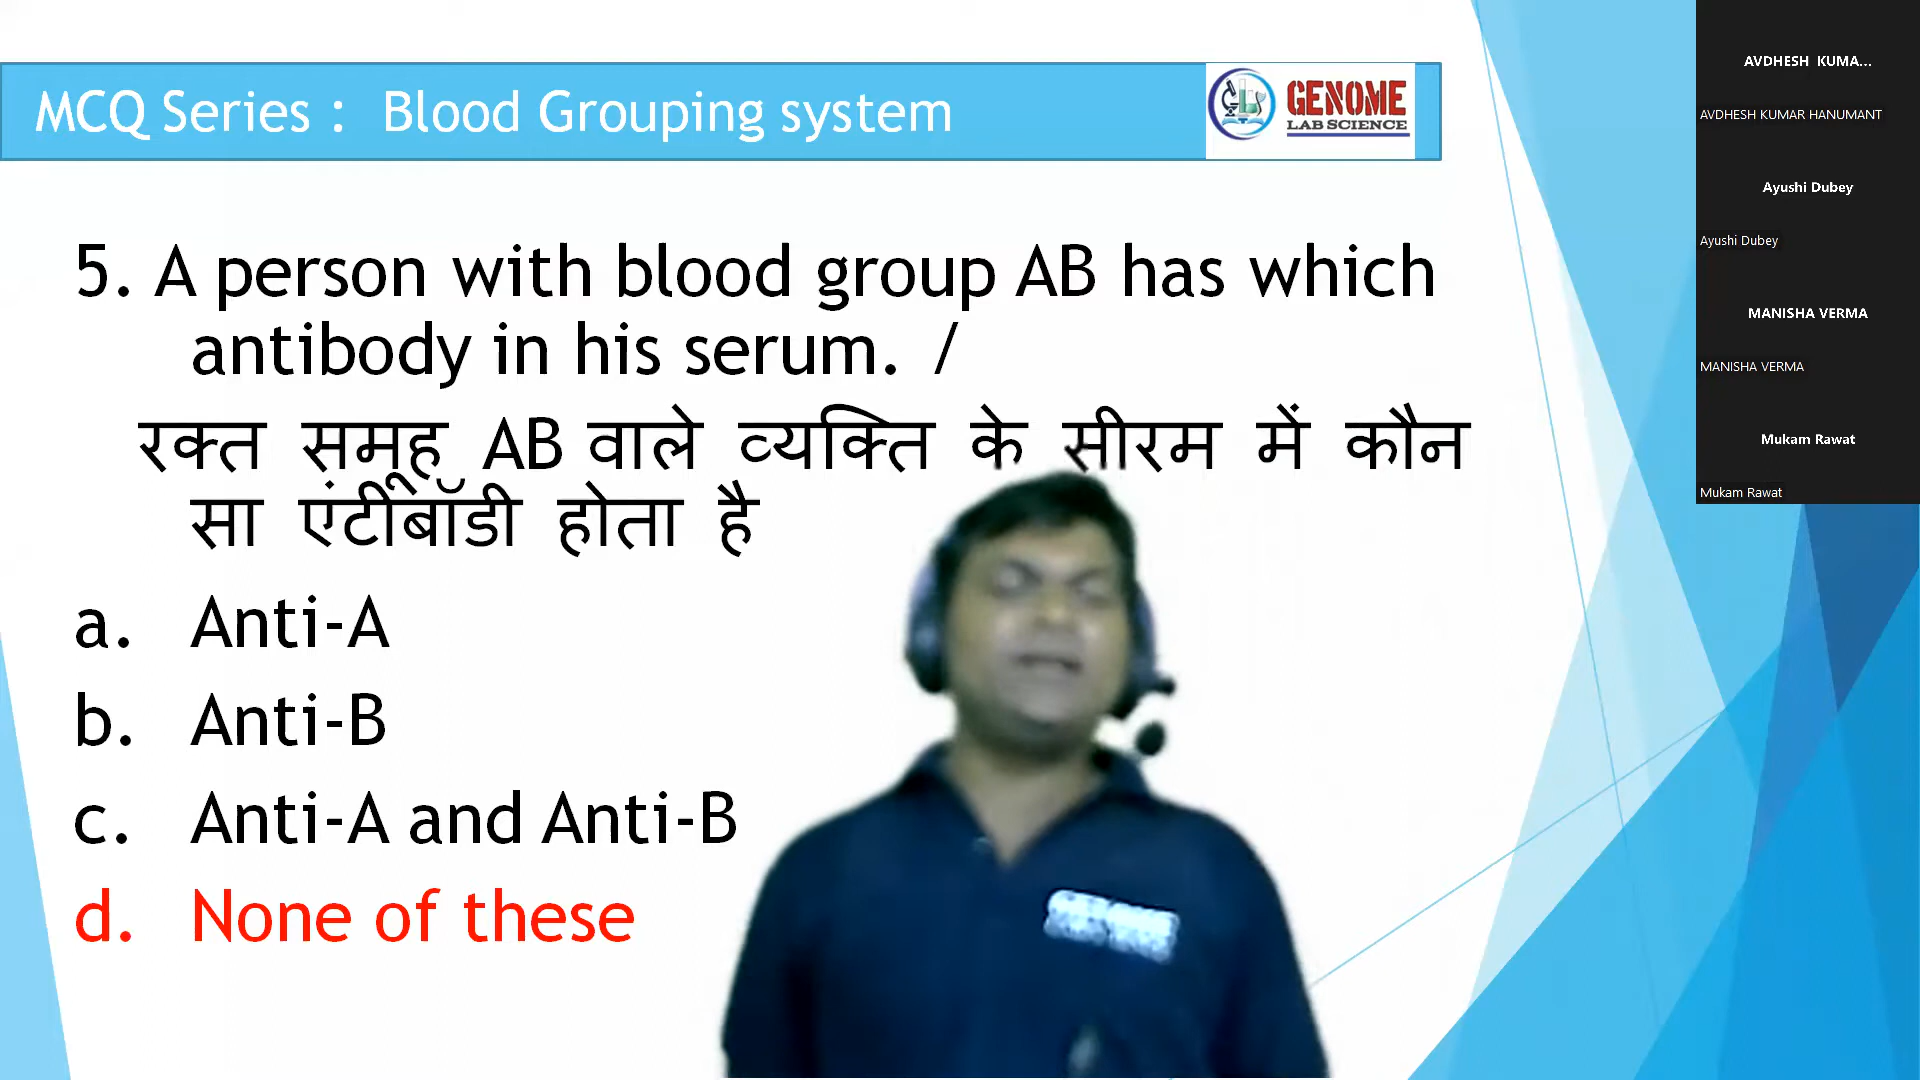 MCQ Series : Blood Grouping system
GENOME
LAB SCIENCE
5. A person with blood group AB has which
antibody in his serum. /
रक्त समूह AB वाले व्यक्ति के सीरम में कौन
सा एंटीबॉडी होता है
a. Anti-A
b. Anti-B
c. Anti-A and Anti-B
d. None of these
AVDHESH KUMA...
AVDHESH KUMAR HANUMANT
Ayushi Dubey
Ayushi Dubey
MANISHA VERMA
MANISHA VERMA
Mukam Rawat
Mukam Rawat